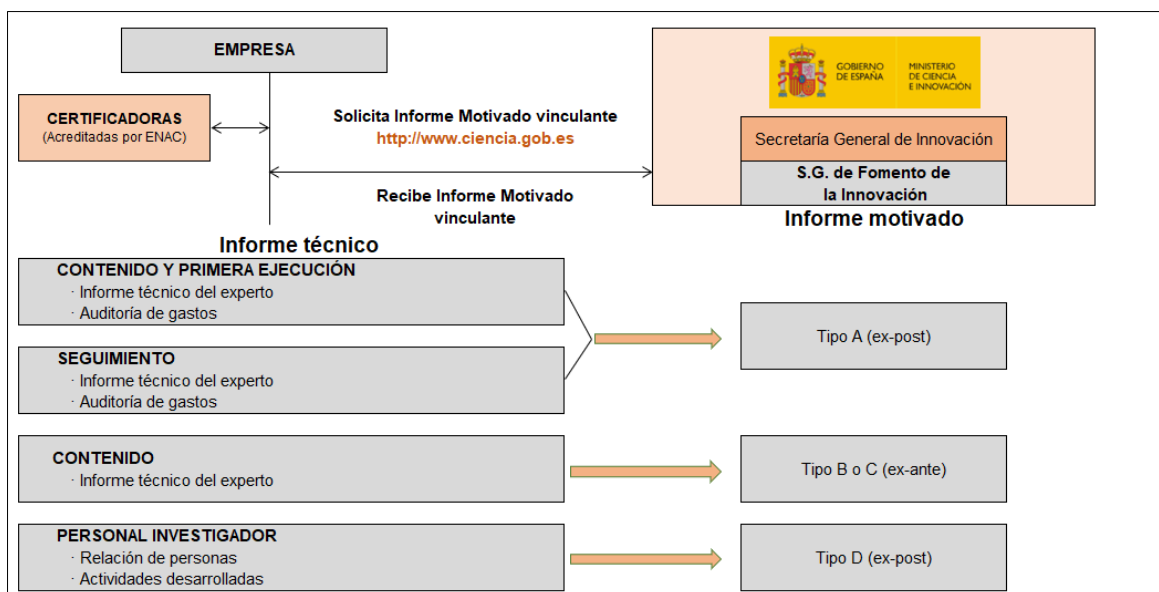 EMPRESA
GOBIERNO
DE ESPAÑA
MINISTERIO
DE CIENCIA
E INNOVACIÓN
CERTIFICADORAS
(Acreditadas por ENAC)
Solicita Informe Motivado vinculante
http://www.ciencia.gob.es
Secretaría General de Innovación
S.G. de Fomento de
la Innovación
Recibe Informe Motivado
vinculante
Informe motivado
Informe técnico
CONTENIDO Y PRIMERA EJECUCIÓN
· Informe técnico del experto
· Auditoría de gastos
Tipo A (ex-post)
SEGUIMIENTO
· Informe técnico del experto
· Auditoría de gastos
CONTENIDO
· Informe técnico del experto
Tipo B o C (ex-ante)
PERSONAL INVESTIGADOR
· Relación de personas
· Actividades desarrolladas
Tipo D (ex-post)